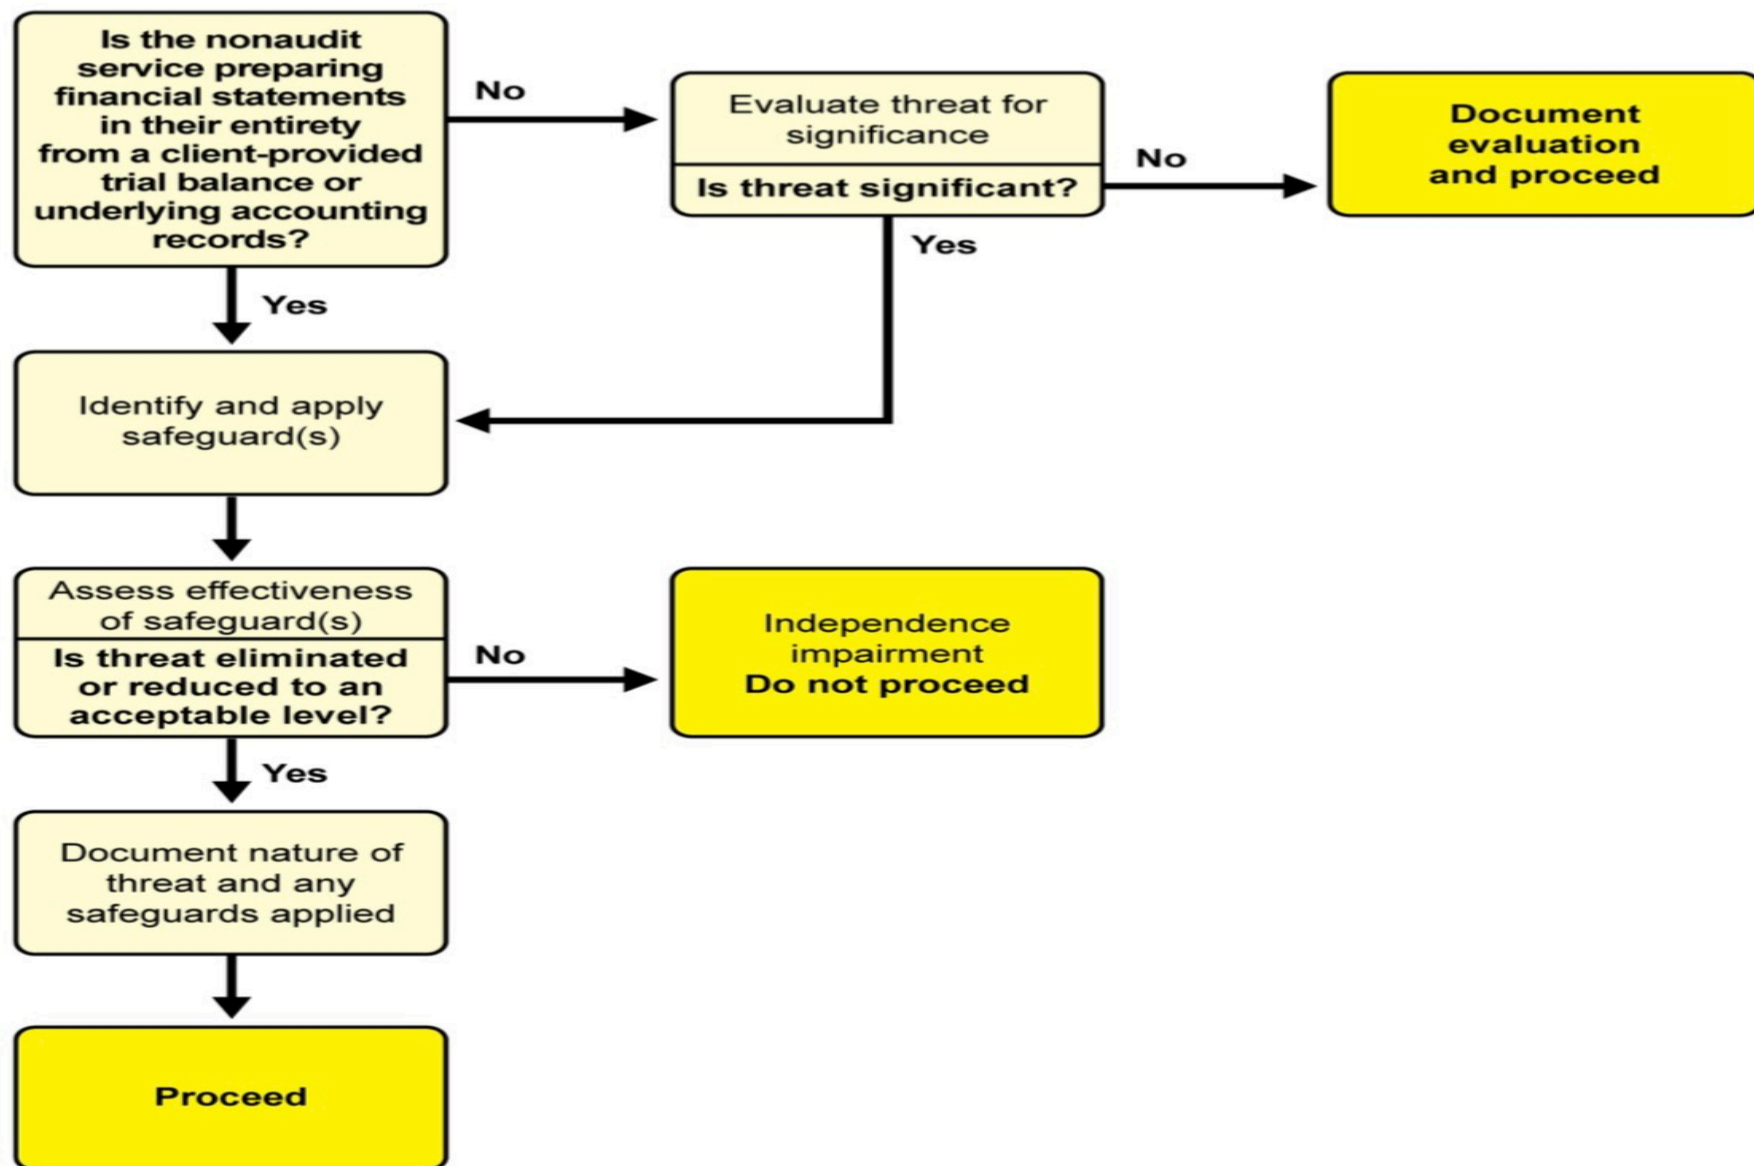 Is the nonaudit
service preparing
financial statements
in their entirety
from a client-provided
trial balance or
underlying accounting
records?
No
Evaluate threat for
significance
Is threat significant?
No
Document
evaluation
and proceed
Yes
Yes
Identify and apply
safeguard(s)
Assess effectiveness
of safeguard(s)
Is threat eliminated
or reduced to an
acceptable level?
No
Independence
impairment
Do not proceed
Yes
Document nature of
threat and any
safeguards applied
Proceed